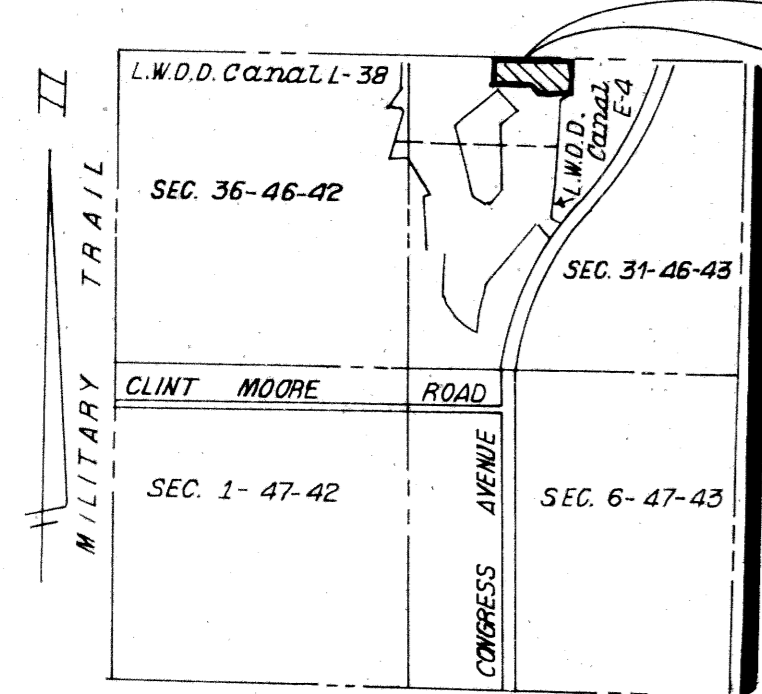 L.W.D.D. Canal L-38
L.W.D.D.
Canal
E-4
SEC. 36-46-42
MILITARY TRAIL
SEC. 31-46-43
CLINT MOORE ROAD
CONGRESS AVENUE
SEC. 1-47-42
SEC. 6-47-43